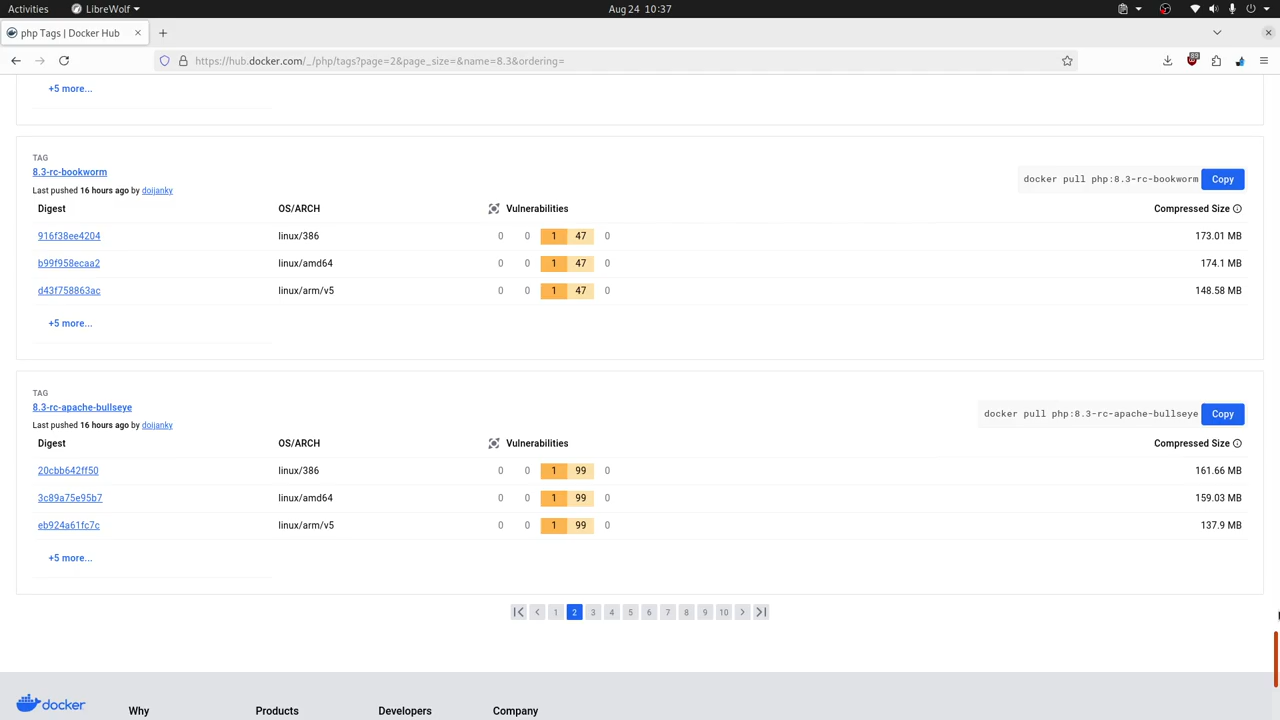 Activities LibreWolf Aug 24 10:37
php Tags | Docker Hub
https://hub.docker.com/_/php/tags?page=2&page_size=&name=8.3&ordering=
89
+5 more...
TAG
8.3-rc-bookworm
docker pull php:8.3-rc-bookworm Copy
Last pushed 16 hours ago by doijanky
Digest OS/ARCH Vulnerabilities Compressed Size
916f38ee4204 linux/386 0 0 1 47 0 173.01 MB
b99f958ecaa2 linux/amd64 0 0 1 47 0 174.1 MB
d43f758863ac linux/arm/v5 0 0 1 47 0 148.58 MB
+5 more...
TAG
8.3-rc-apache-bullseye
docker pull php:8.3-rc-apache-bullseye Copy
Last pushed 16 hours ago by doijanky
Digest OS/ARCH Vulnerabilities Compressed Size
20cbb642ff50 linux/386 0 0 1 99 0 161.66 MB
3c89a75e95b7 linux/amd64 0 0 1 99 0 159.03 MB
eb924a61fc7c linux/arm/v5 0 0 1 99 0 137.9 MB
+5 more...
1 2 3 4 5 6 7 8 9 10
docker Why Products Developers Company